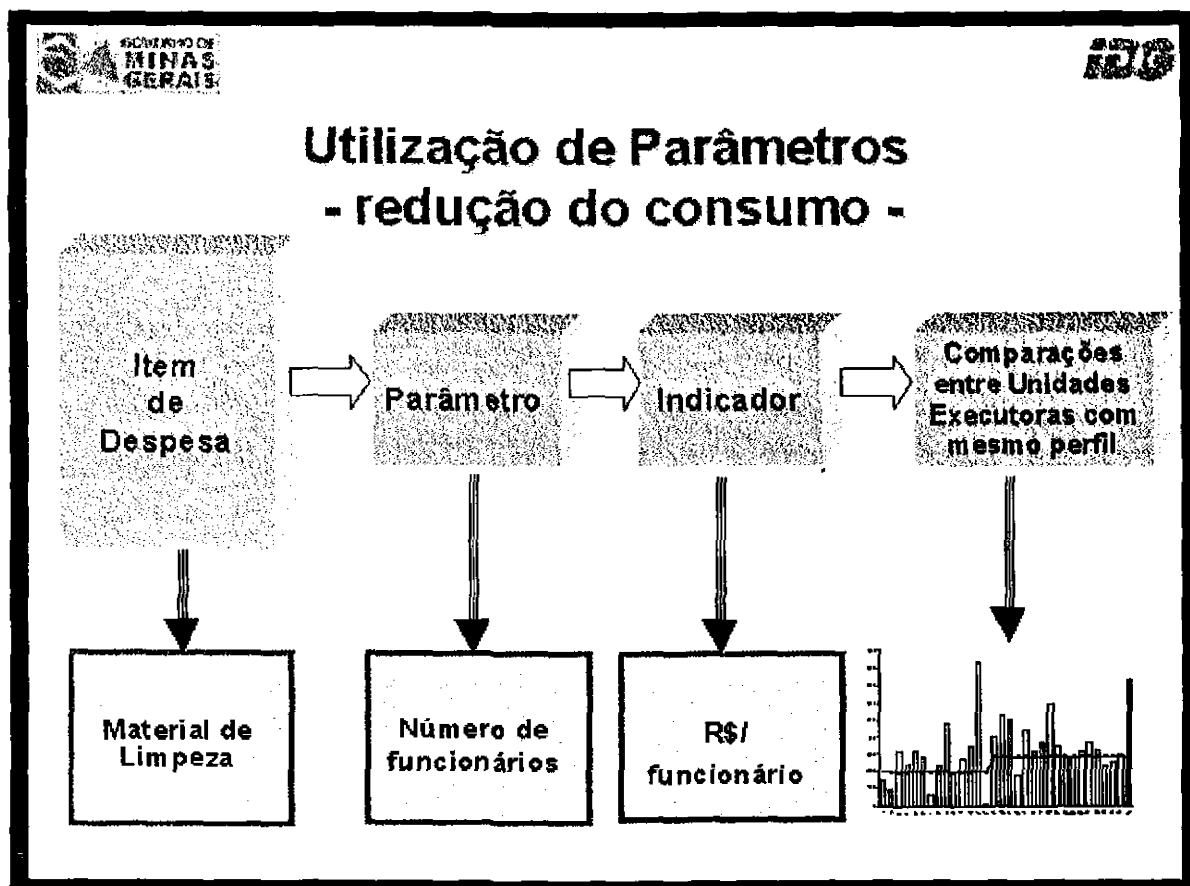 GOVERNO DE
MINAS
GERAIS
Utilização de Parâmetros
- redução do consumo -
Item
de
Despesa
Parâmetro
Indicador
Comparações
entre Unidades
Executoras com
mesmo perfil
Material de
Limpeza
Número de
funcionários
R$/
funcionário